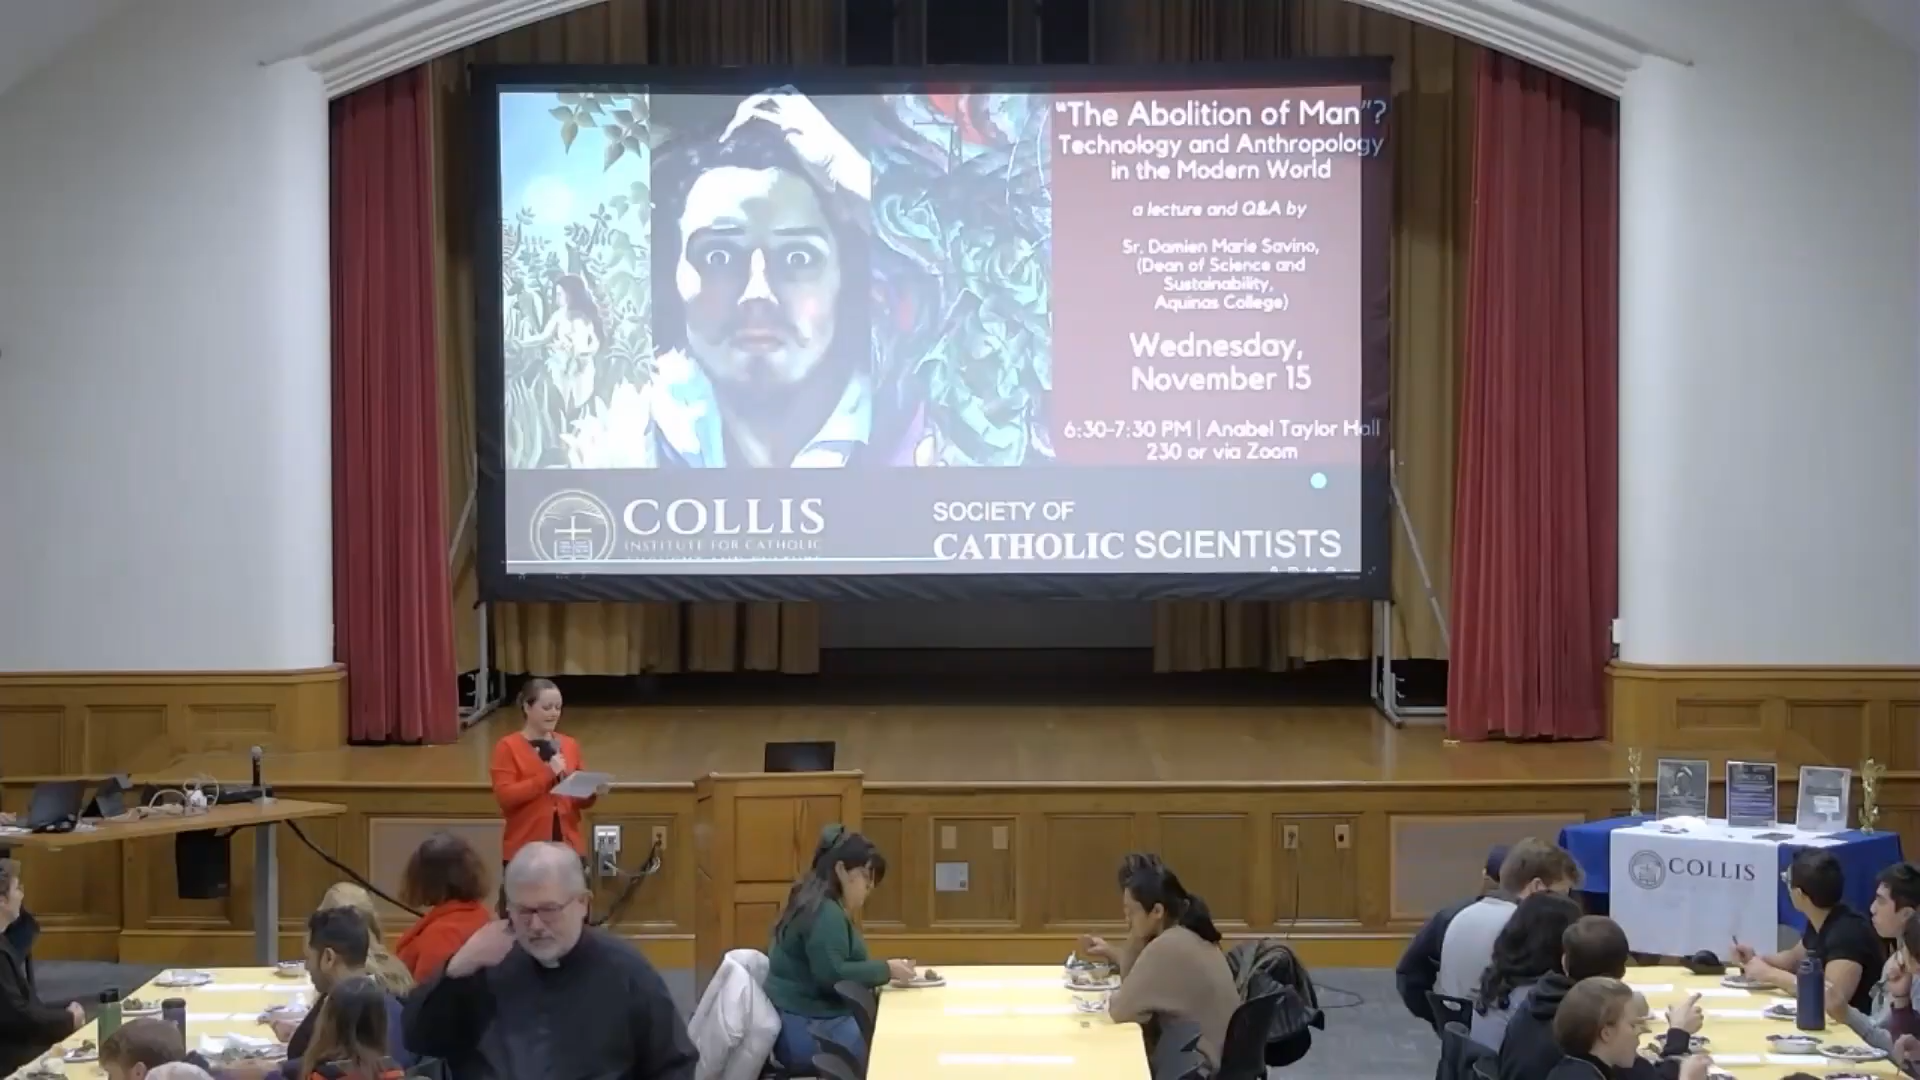 “The Abolition of Man”?
Technology and Anthropology
in the Modern World
a lecture and Q&A by
Sr. Damien Marie Savino,
(Dean of Science and
Sustainability,
Aquinas College)
Wednesday,
November 15
6:30-7:30 PM | Anabel Taylor Hall
230 or via Zoom
COLLIS
INSTITUTE FOR CATHOLIC
SOCIETY OF
CATHOLIC SCIENTISTS
COLLIS